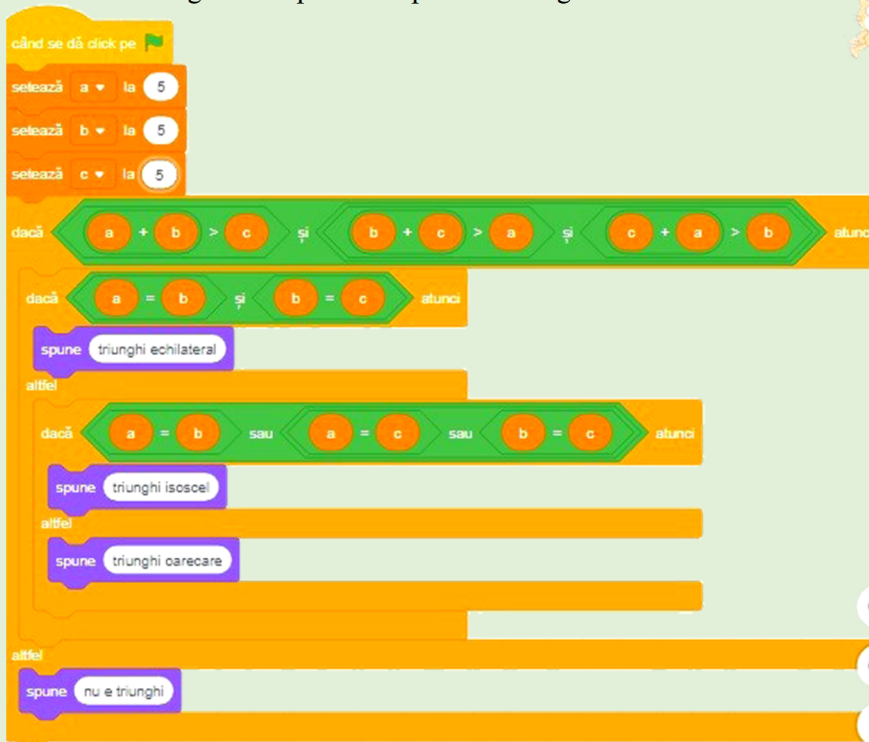 când se dă click pe
setează a la 5
setează b la 5
setează c la 5
dacă a + b > c și b + c > a și c + a > b atunc
dacă a = b și b = c atunci
spune triunghi echilateral
altfel
dacă a = b sau a = c sau b = c atunci
spune triunghi isoscel
altfel
spune triunghi oarecare
altfel
spune nu e triunghi